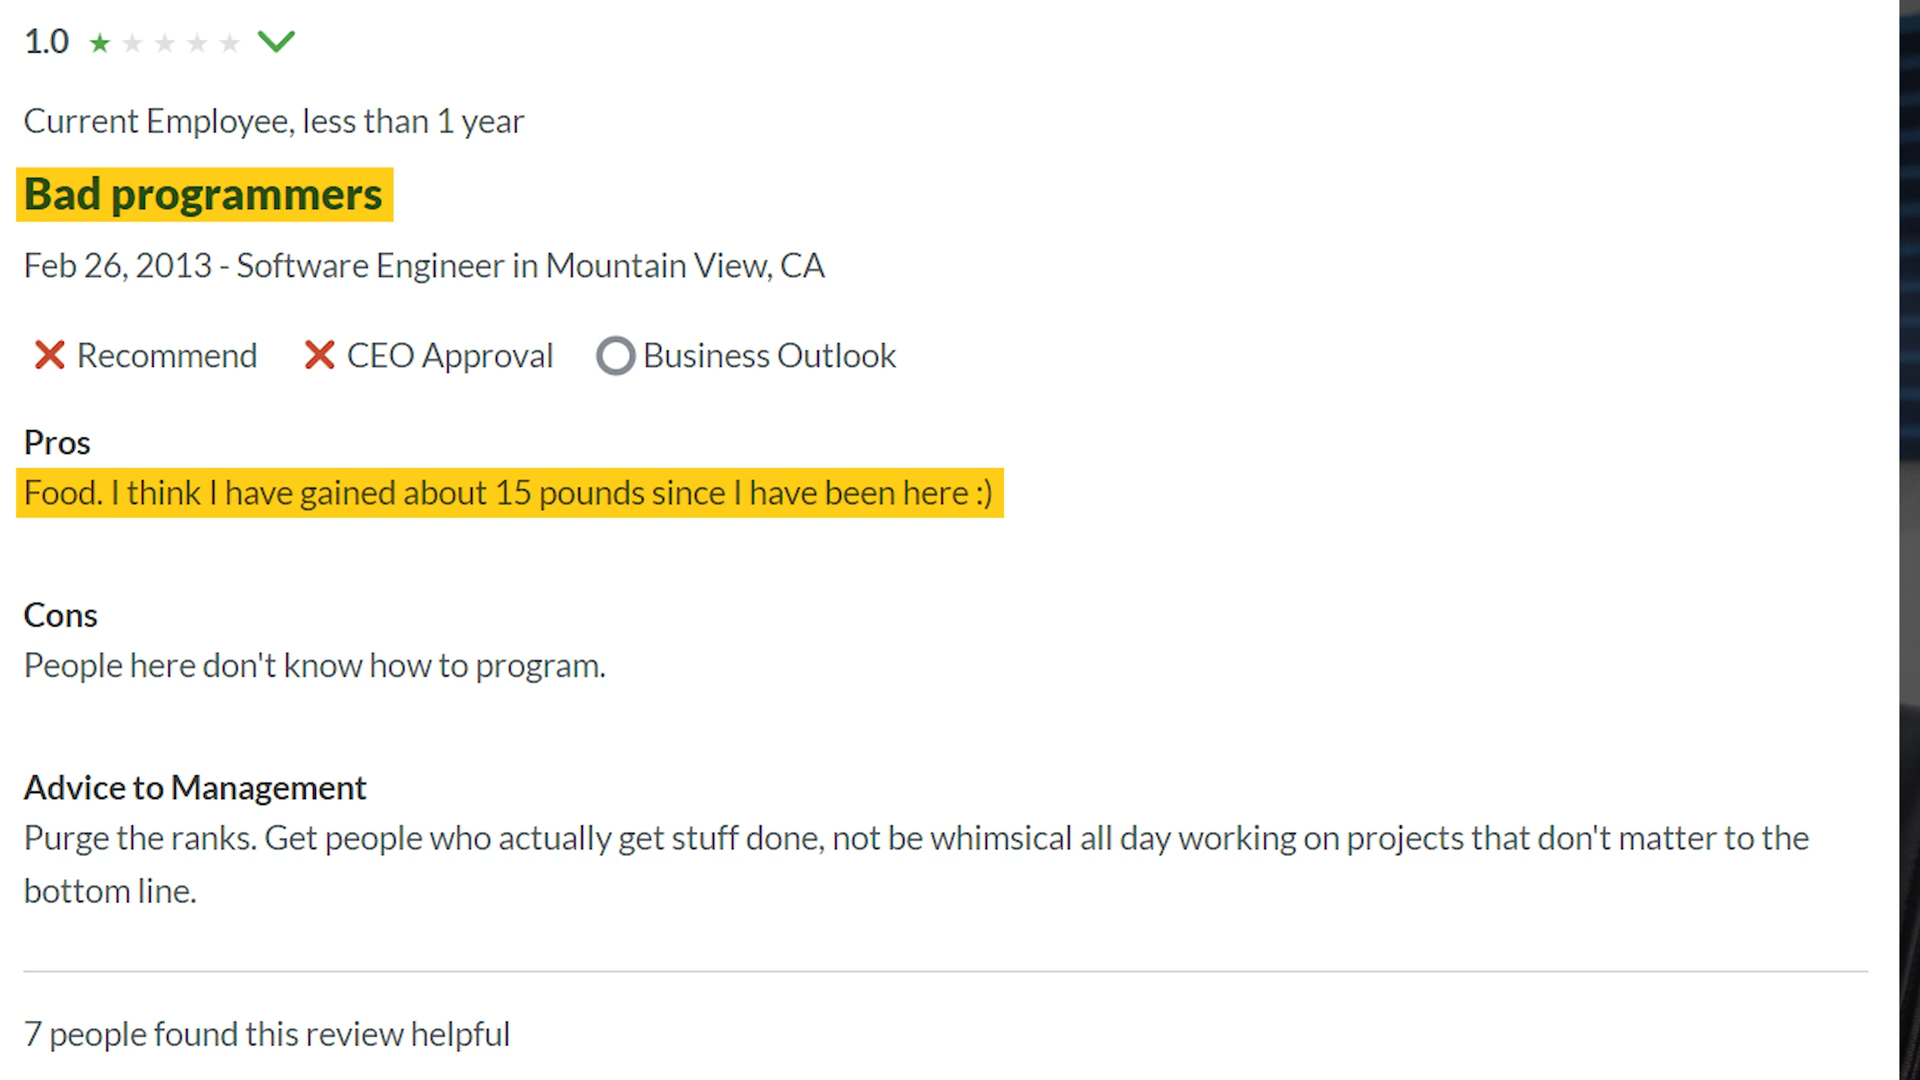 1.0
Current Employee, less than 1 year
Bad programmers
Feb 26, 2013 - Software Engineer in Mountain View, CA
Recommend CEO Approval Business Outlook
Pros
Food. I think I have gained about 15 pounds since I have been here :)
Cons
People here don't know how to program.
Advice to Management
Purge the ranks. Get people who actually get stuff done, not be whimsical all day working on projects that don't matter to the
bottom line.
7 people found this review helpful